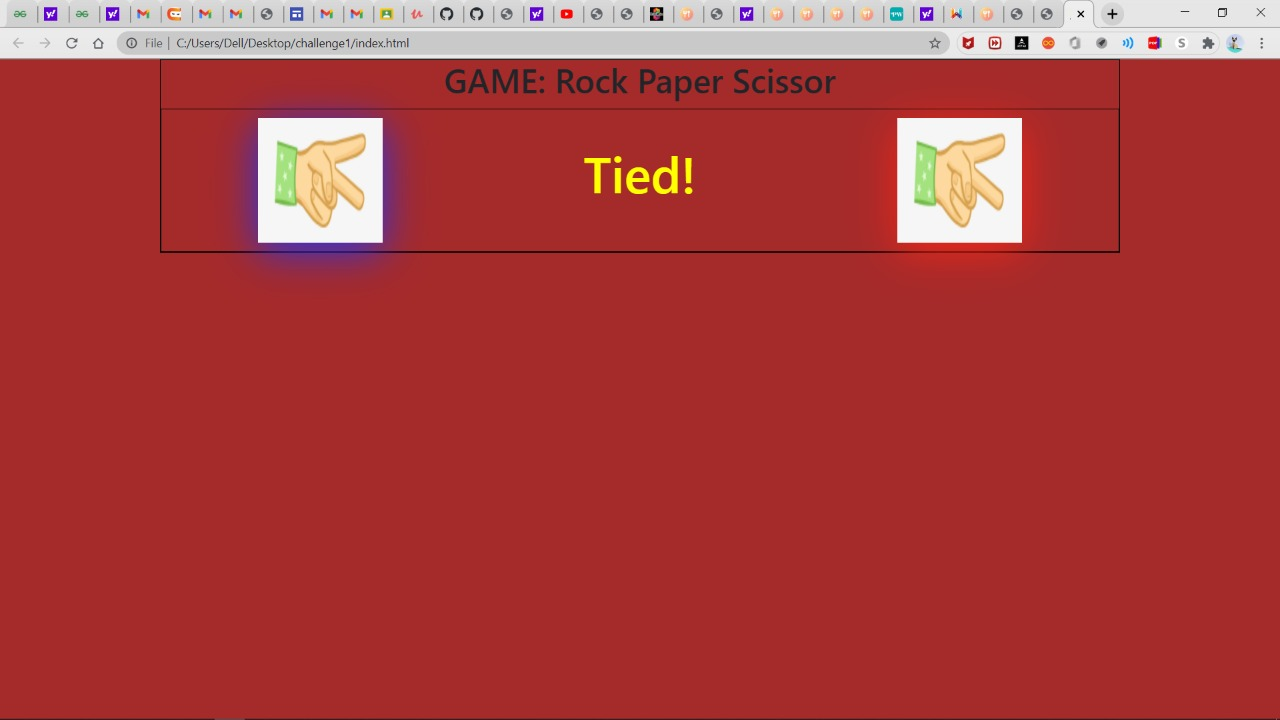 File | C:/Users/Dell/Desktop/challenge1/index.html
GAME: Rock Paper Scissor
Tied!